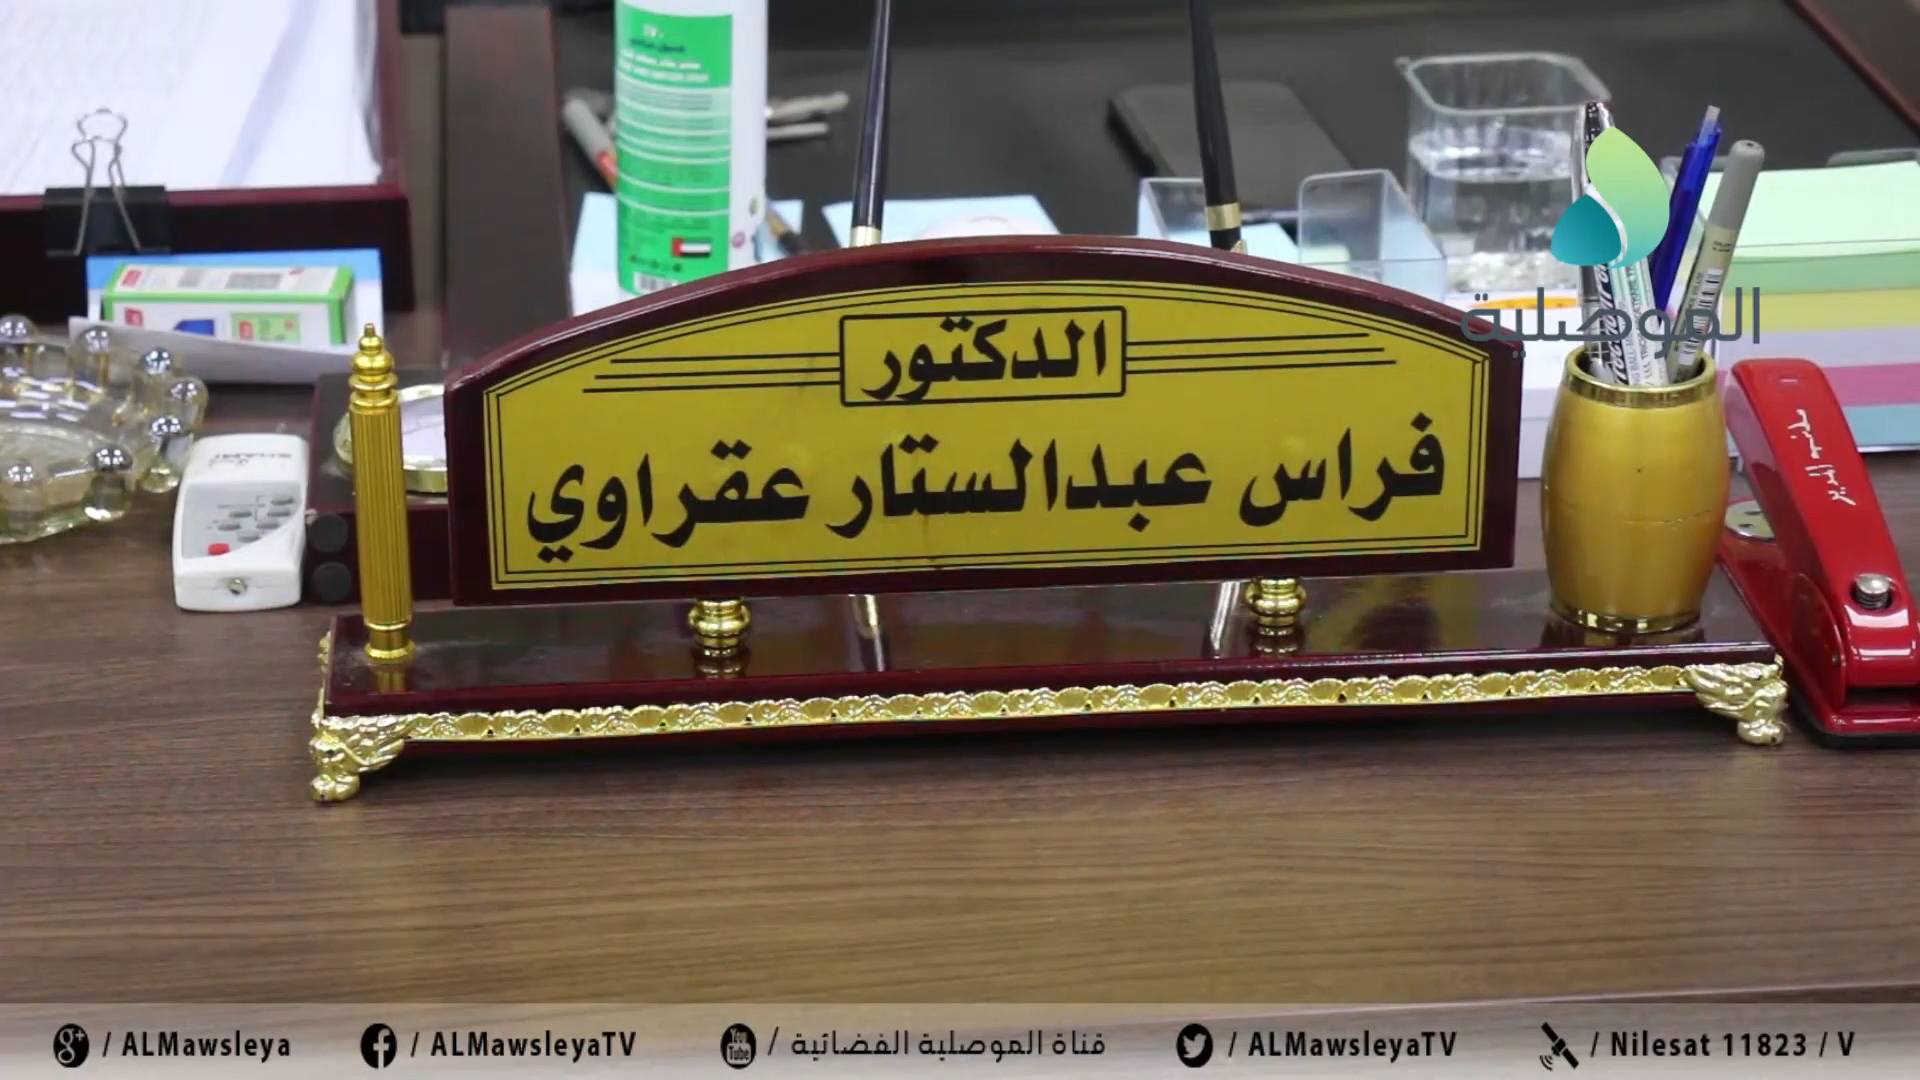 الموصلية
الدكتور
فراس عبدالستار عقراوي
/ ALMawsleya
/ ALMawsleyaTV
/ قناة الموصلية الفضائية
/ ALMawsleyaTV
/ Nilesat 11823 / V